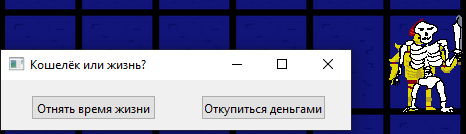 Кошелёк или жизнь?
Отнять время жизни
Откупиться деньгами